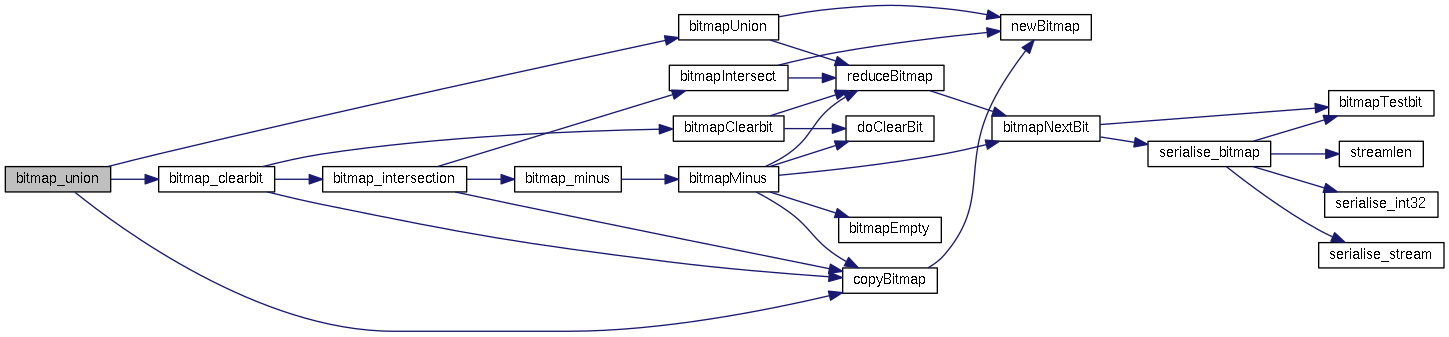 bitmap_union
bitmap_clearbit
bitmap_intersection
bitmap_minus
bitmapUnion
bitmapIntersect
bitmapClearbit
bitmapMinus
newBitmap
reduceBitmap
doClearBit
bitmapEmpty
copyBitmap
bitmapNextBit
serialise_bitmap
bitmapTestbit
streamlen
serialise_int32
serialise_stream